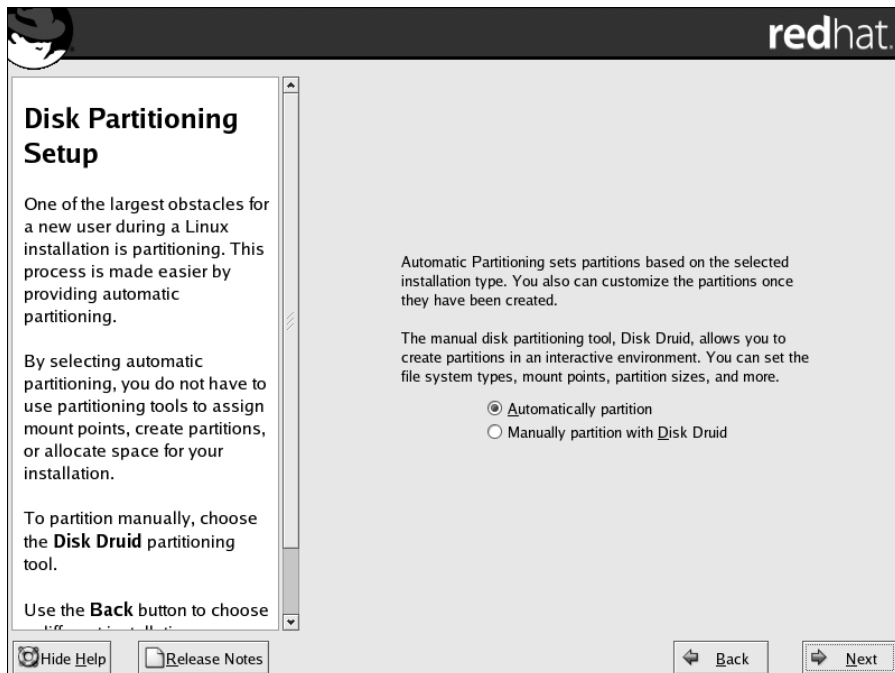 redhat.
Disk Partitioning
Setup
One of the largest obstacles for
a new user during a Linux
installation is partitioning. This
process is made easier by
providing automatic
partitioning.
By selecting automatic
partitioning, you do not have to
use partitioning tools to assign
mount points, create partitions,
or allocate space for your
installation.
To partition manually, choose
the Disk Druid partitioning
tool.
Use the Back button to choose
Automatic Partitioning sets partitions based on the selected
installation type. You also can customize the partitions once
they have been created.
The manual disk partitioning tool, Disk Druid, allows you to
create partitions in an interactive environment. You can set the
file system types, mount points, partition sizes, and more.
Automatically partition
Manually partition with Disk Druid
Hide Help
Release Notes
Back
Next